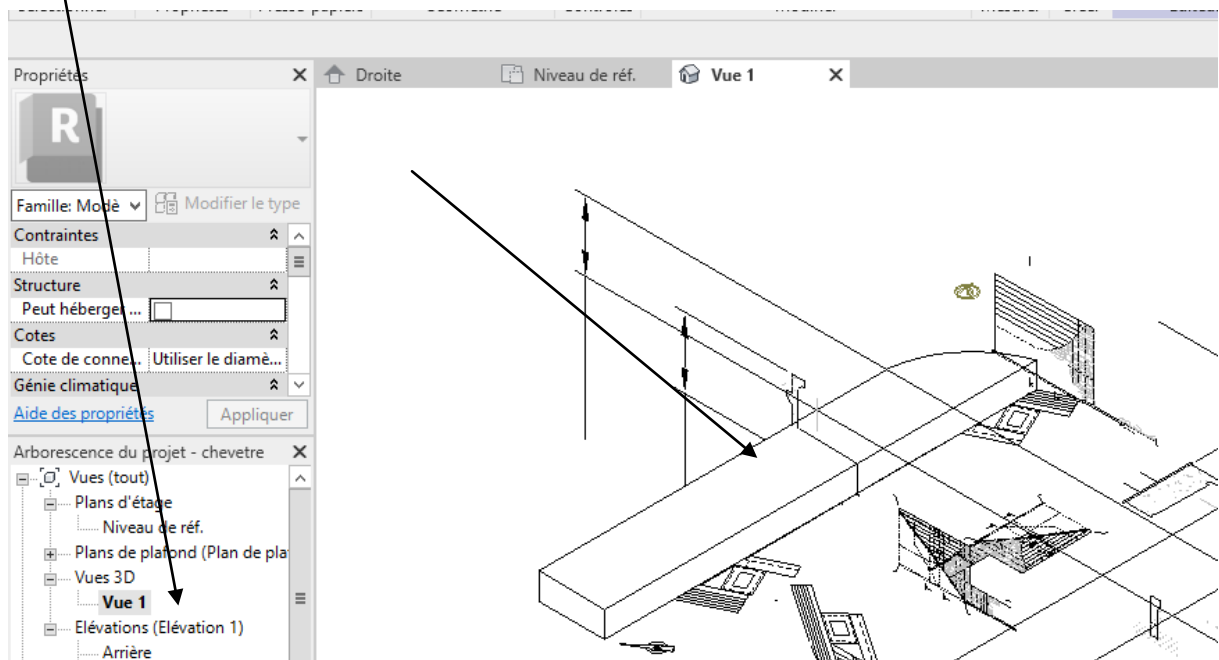 Propriétés
Droite
Niveau de réf.
Vue 1
R
Famille: Modè
Modifier le type
Contraintes
Hôte
Structure
Peut héberger ...
Cotes
Cote de conne... Utiliser le diamè...
Génie climatique
Aide des propriétés
Appliquer
Arborescence du projet - chevetre
Vues (tout)
Plans d'étage
Niveau de réf.
Plans de plafond (Plan de pla
Vues 3D
Vue 1
Elévations (Elévation 1)
Arrière